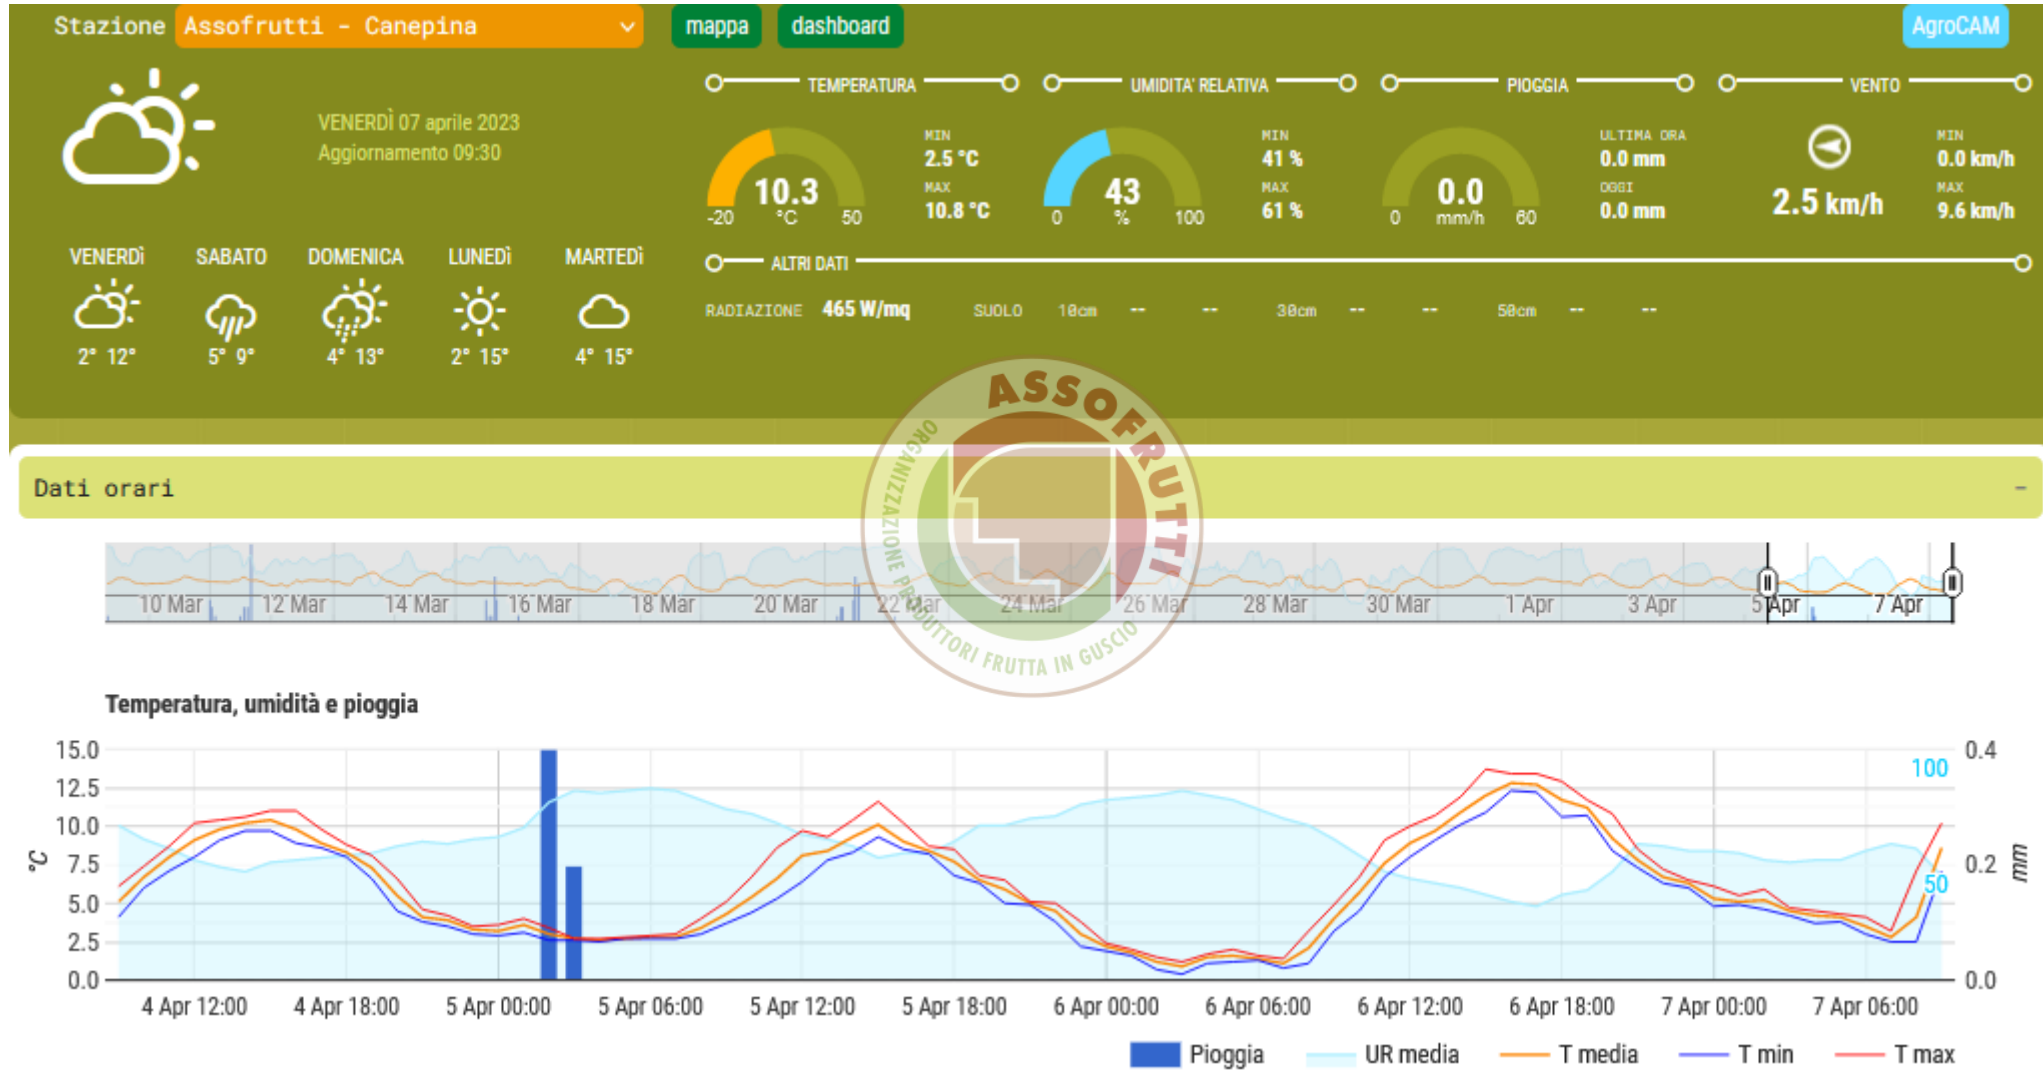 Stazione Assofrutti - Canepina mappa dashboard AgroCAM
VENERDÌ 07 aprile 2023
Aggiornamento 09:30
TEMPERATURA
10.3
°C
-20 50
MIN
2.5 °C
MAX
10.8 °C
UMIDITA' RELATIVA
43
%
0 100
MIN
41 %
MAX
61 %
PIOGGIA
0.0
mm/h
0 60
ULTIMA ORA
0.0 mm
OGGI
0.0 mm
VENTO
2.5 km/h
MIN
0.0 km/h
MAX
9.6 km/h
VENERDÌ SABATO DOMENICA LUNEDÌ MARTEDÌ
2° 12° 5° 9° 4° 13° 2° 15° 4° 15°
ALTRI DATI
RADIAZIONE 465 W/mq SUOLO 10cm -- -- 30cm -- -- 50cm -- --
ASSOFRUTTI
ORGANIZZAZIONE PRODUTTORI FRUTTA IN GUSCIO
Dati orari -
10 Mar 12 Mar 14 Mar 16 Mar 18 Mar 20 Mar 22 Mar 24 Mar 26 Mar 28 Mar 30 Mar 1 Apr 3 Apr 5 Apr 7 Apr
Temperatura, umidità e pioggia
15.0
12.5
10.0
7.5
5.0
2.5
0.0
°C
0.4
0.2
0.0
mm
100
50
4 Apr 12:00 4 Apr 18:00 5 Apr 00:00 5 Apr 06:00 5 Apr 12:00 5 Apr 18:00 6 Apr 00:00 6 Apr 06:00 6 Apr 12:00 6 Apr 18:00 7 Apr 00:00 7 Apr 06:00
Pioggia UR media T media T min T max